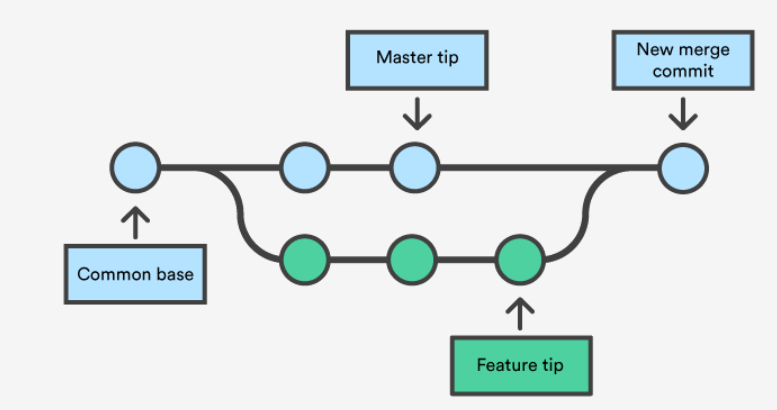 Master tip
New merge
commit
Common base
Feature tip